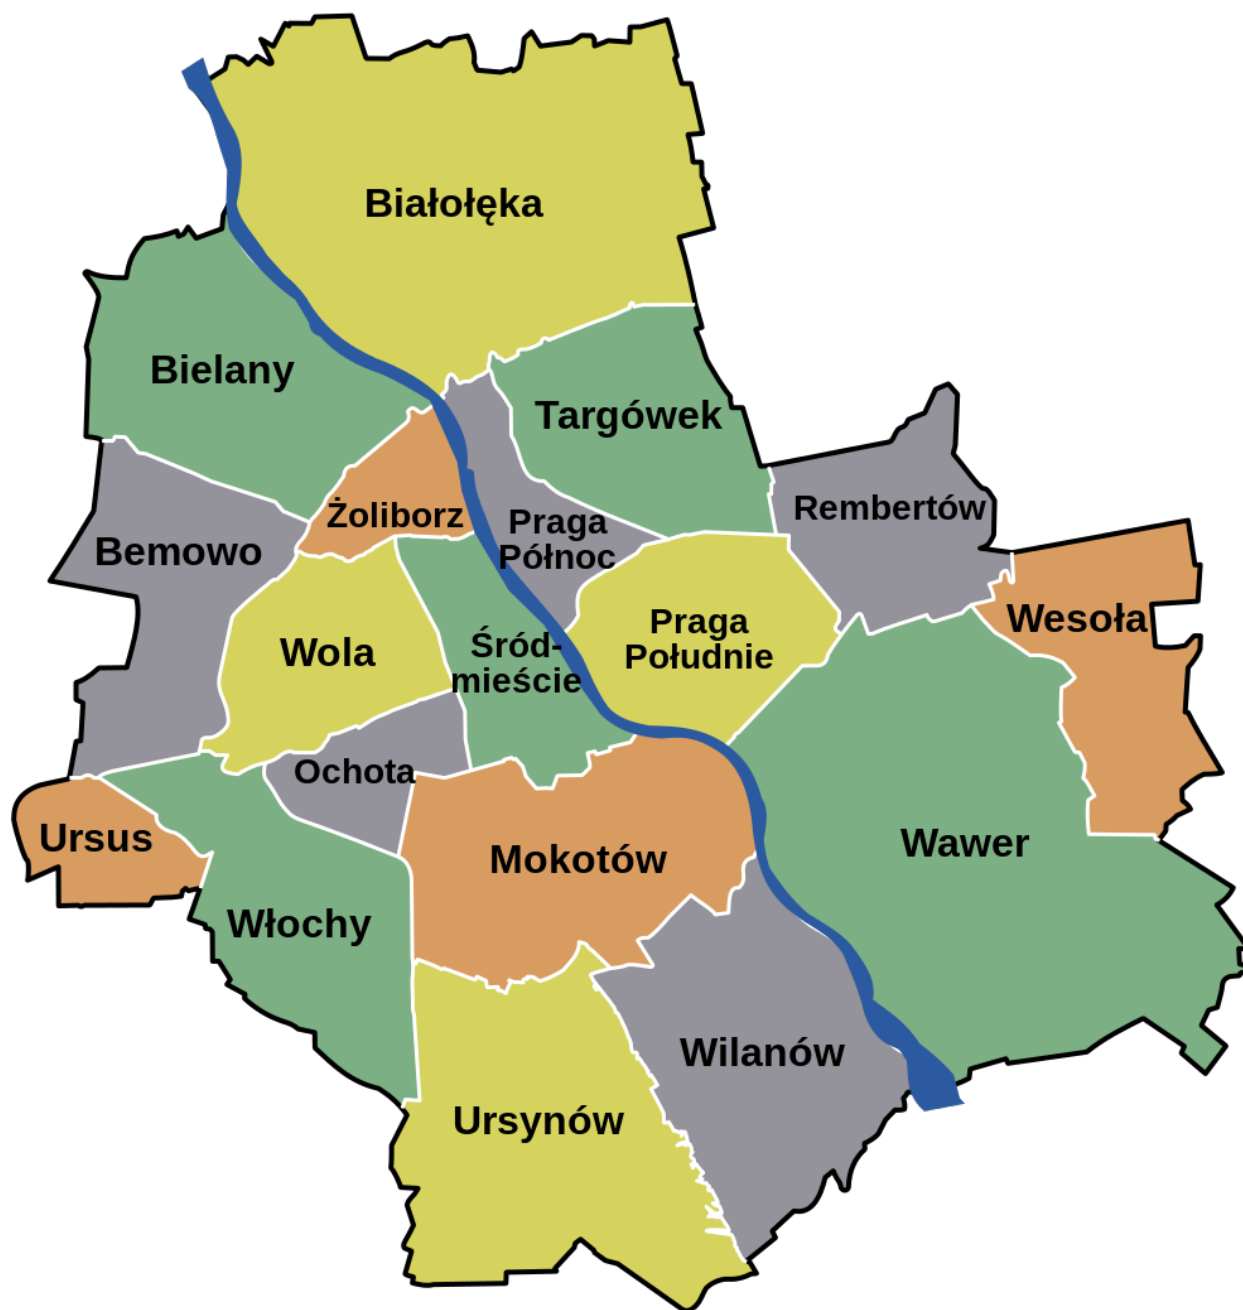 Białołęka
Bielany
Targówek
Żoliborz
Praga
Północ
Rembertów
Bemowo
Wesoła
Praga
Południe
Wola
Śród-
mieście
Ochota
Ursus
Mokotów
Wawer
Włochy
Wilanów
Ursynów